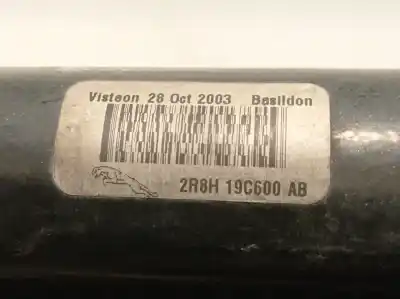 Visteon 28 Oct 2003 Basildon
2R8H 19C600 AB